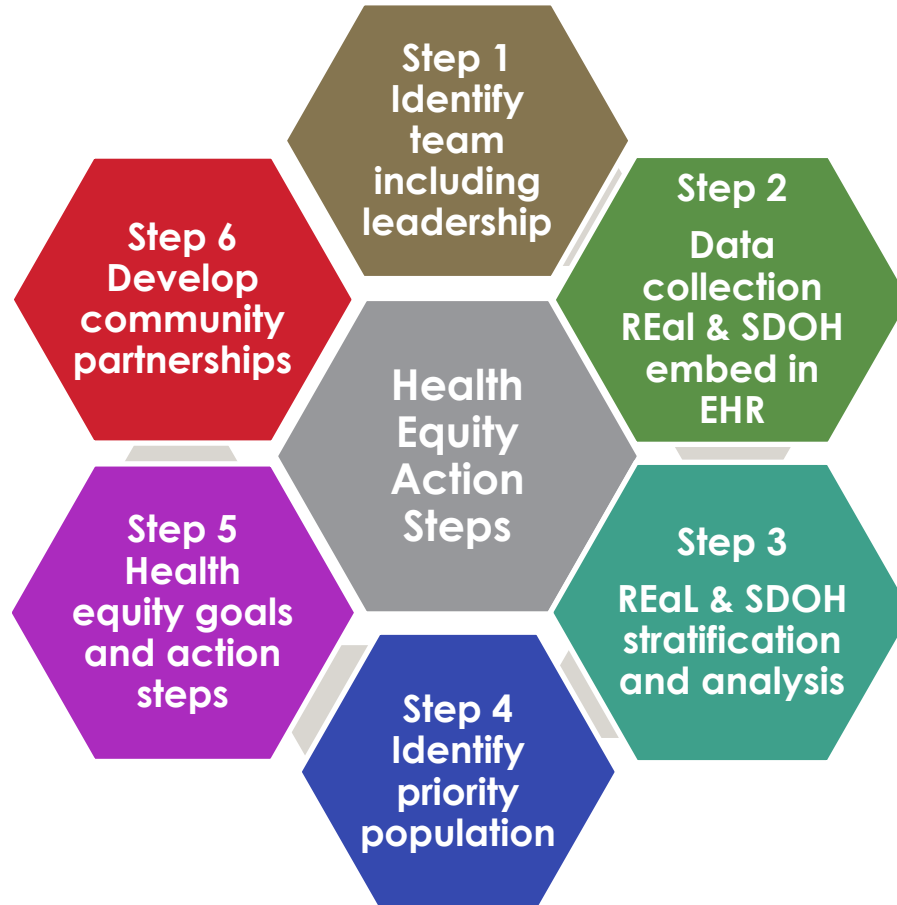 Step 1
Identify
team
including
leadership
Step 2
Data
collection
REal & SDOH
embed in
EHR
Step 3
REaL & SDOH
stratification
and analysis
Step 4
Identify
priority
population
Step 5
Health
equity goals
and action
steps
Step 6
Develop
community
partnerships
Health
Equity
Action
Steps